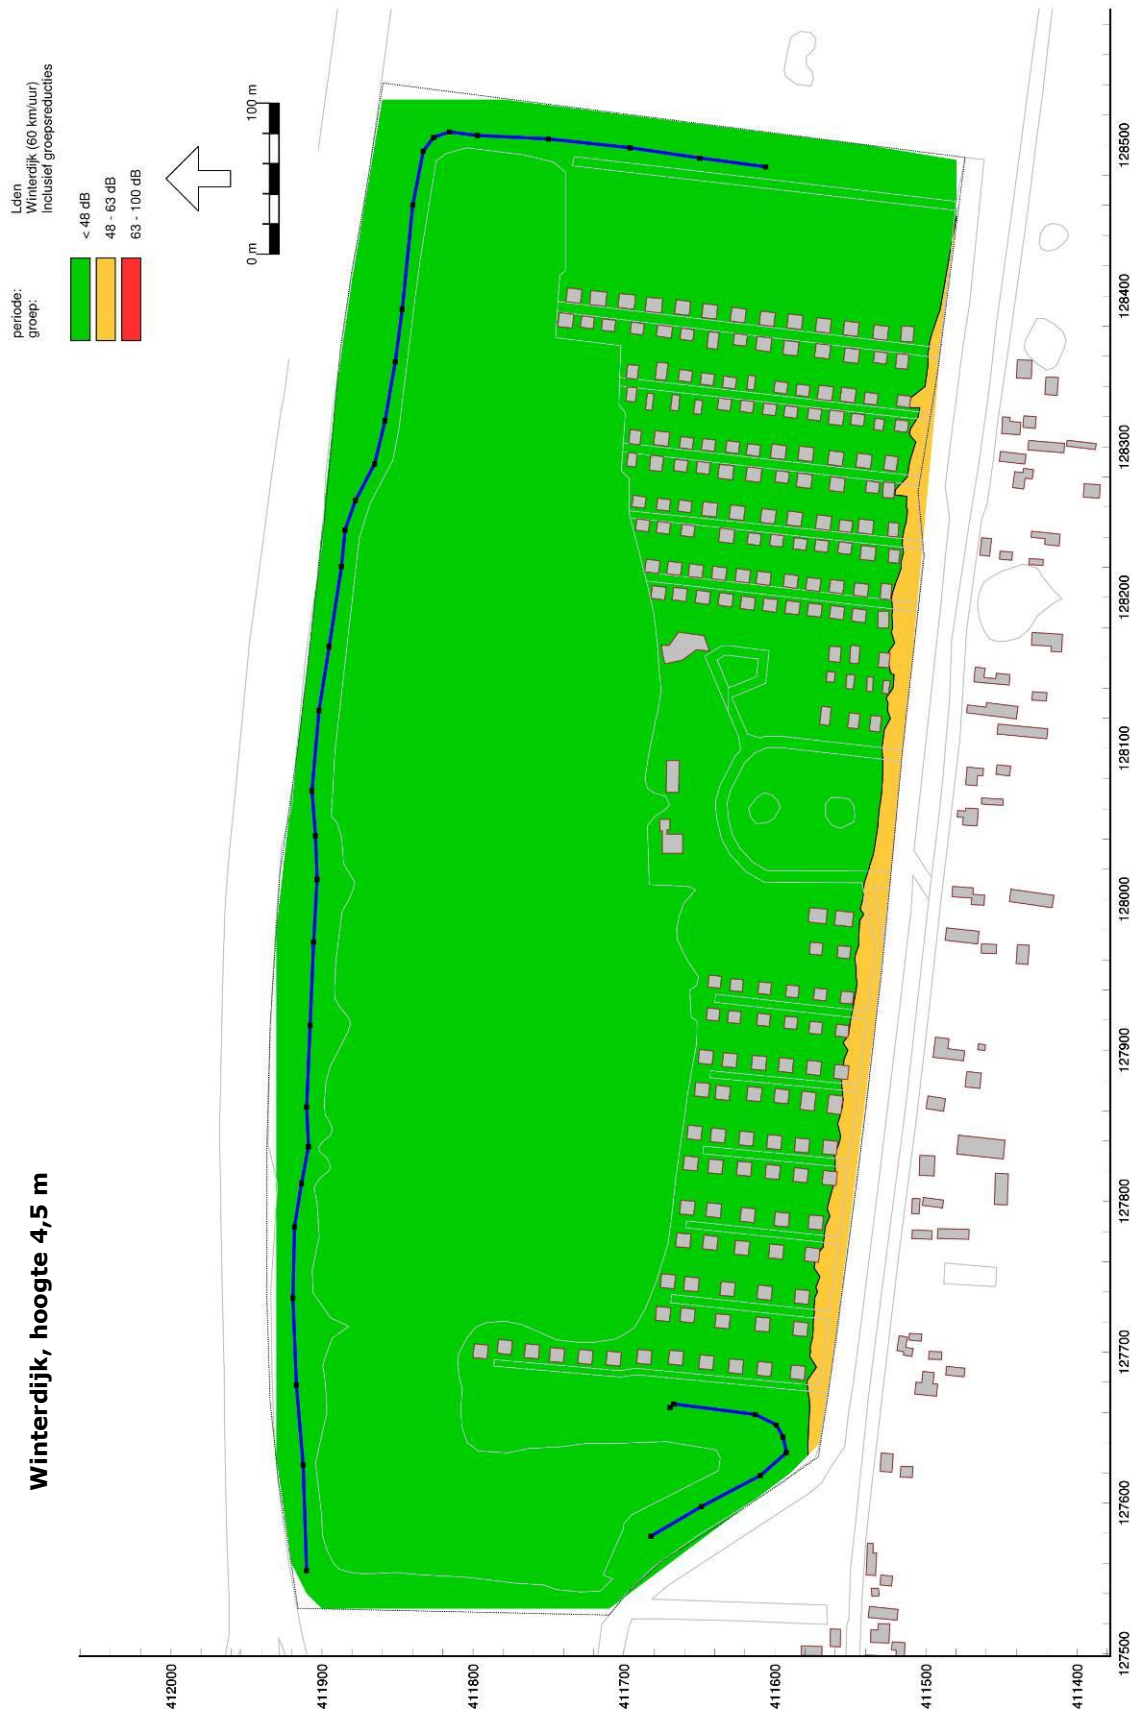 Winterdijk, hoogte 4,5 m
periode: Lden
groep: Winterdijk (60 km/uur)
Inclusief groepsreducties
< 48 dB
48 - 63 dB
63 - 100 dB
0 m 100 m
412000
411900
411800
411700
411600
411500
411400
127500 127600 127700 127800 127900 128000 128100 128200 128300 128400 128500